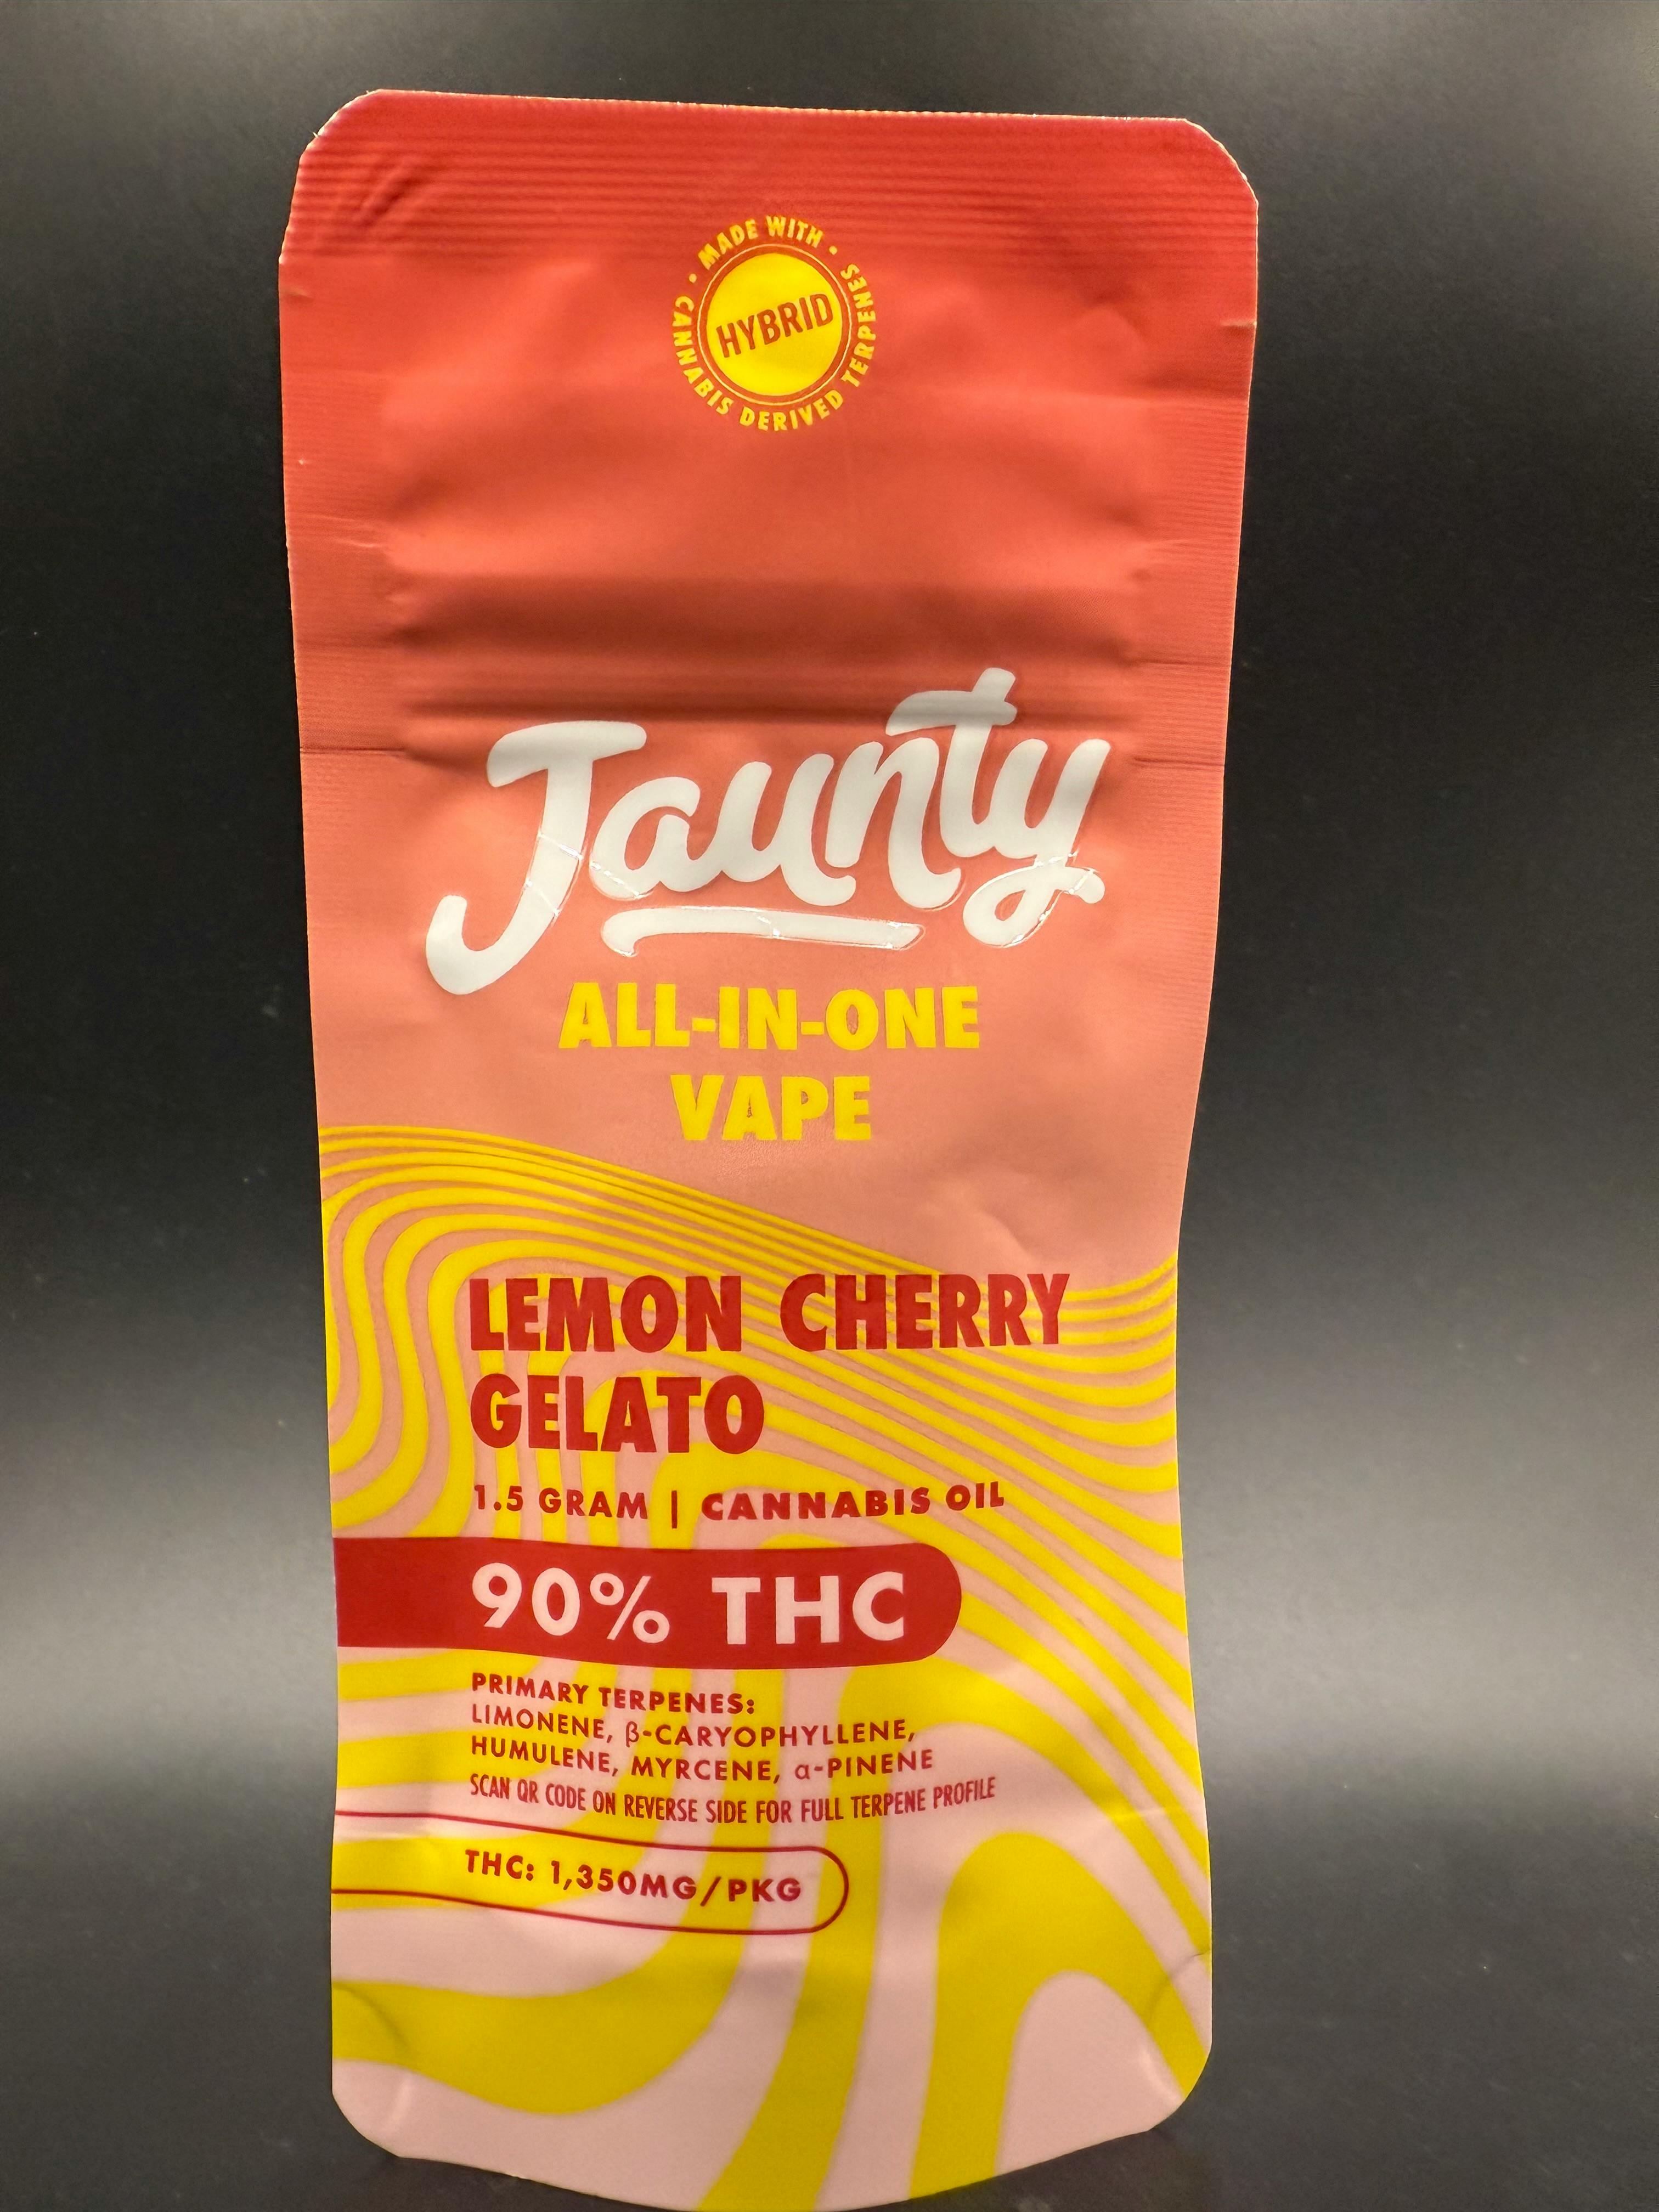 MADE WITH • CANNABIS DERIVED TERPENES •
HYBRID
Jaunty
ALL-IN-ONE
VAPE
LEMON CHERRY
GELATO
1.5 GRAM | CANNABIS OIL
90% THC
PRIMARY TERPENES:
LIMONENE, β-CARYOPHYLLENE,
HUMULENE, MYRCENE, α-PINENE
SCAN QR CODE ON REVERSE SIDE FOR FULL TERPENE PROFILE
THC: 1,350MG/PKG